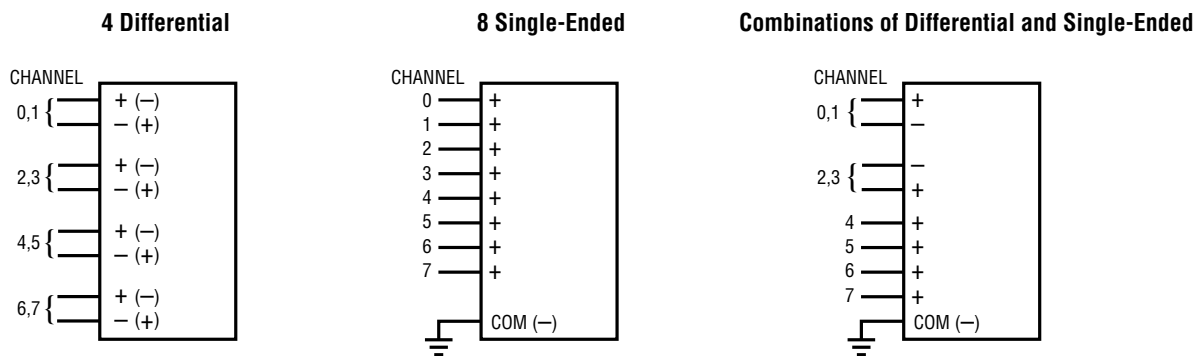 4 Differential
CHANNEL
0,1 { + (–)
– (+)
2,3 { + (–)
– (+)
4,5 { + (–)
– (+)
6,7 { + (–)
– (+)
8 Single-Ended
CHANNEL
0 +
1 +
2 +
3 +
4 +
5 +
6 +
7 +
COM (–)
Combinations of Differential and Single-Ended
CHANNEL
0,1 { +
–
2,3 { –
+
4 +
5 +
6 +
7 +
COM (–)